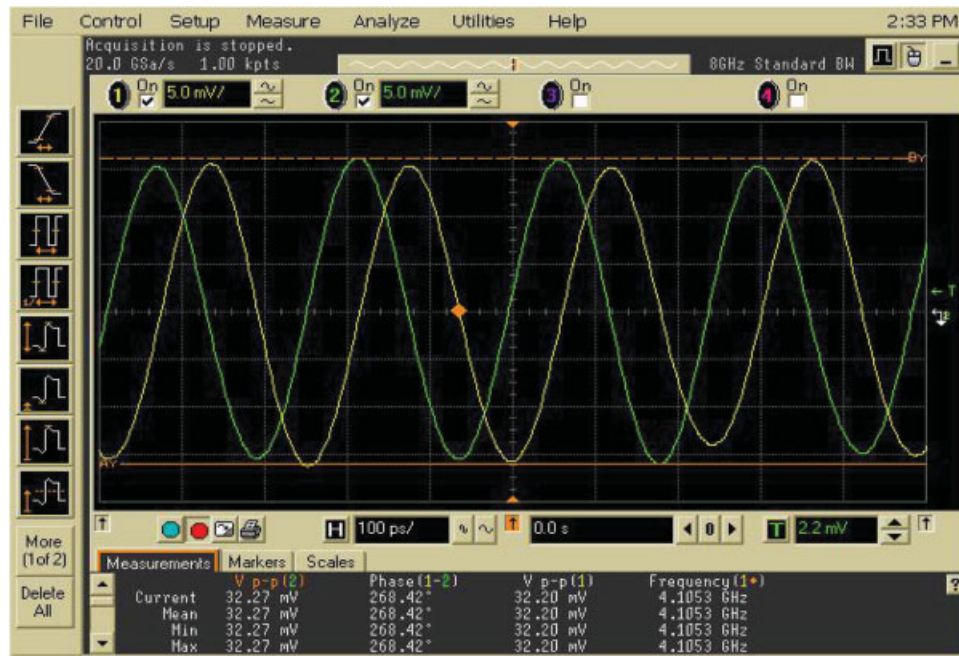 File Control Setup Measure Analyze Utilities Help 2:33 PM
Acquisition is stopped.
20.0 GSa/s 1.00 kpts 8GHz Standard BW
1 On 5.0 mV/ 2 On 5.0 mV/ 3 On 4 On
BY
T
AY
More
(1of 2)
Delete
All
H 100 ps/ 0.0 s 0 T 2.2 mV
Measurements Markers Scales
V p-p(2) Phase(1-2) V p-p(1) Frequency(1♦)
Current 32.27 mV 268.42° 32.20 mV 4.1053 GHz
Mean 32.27 mV 268.42° 32.20 mV 4.1053 GHz
Min 32.27 mV 268.42° 32.20 mV 4.1053 GHz
Max 32.27 mV 268.42° 32.20 mV 4.1053 GHz
?